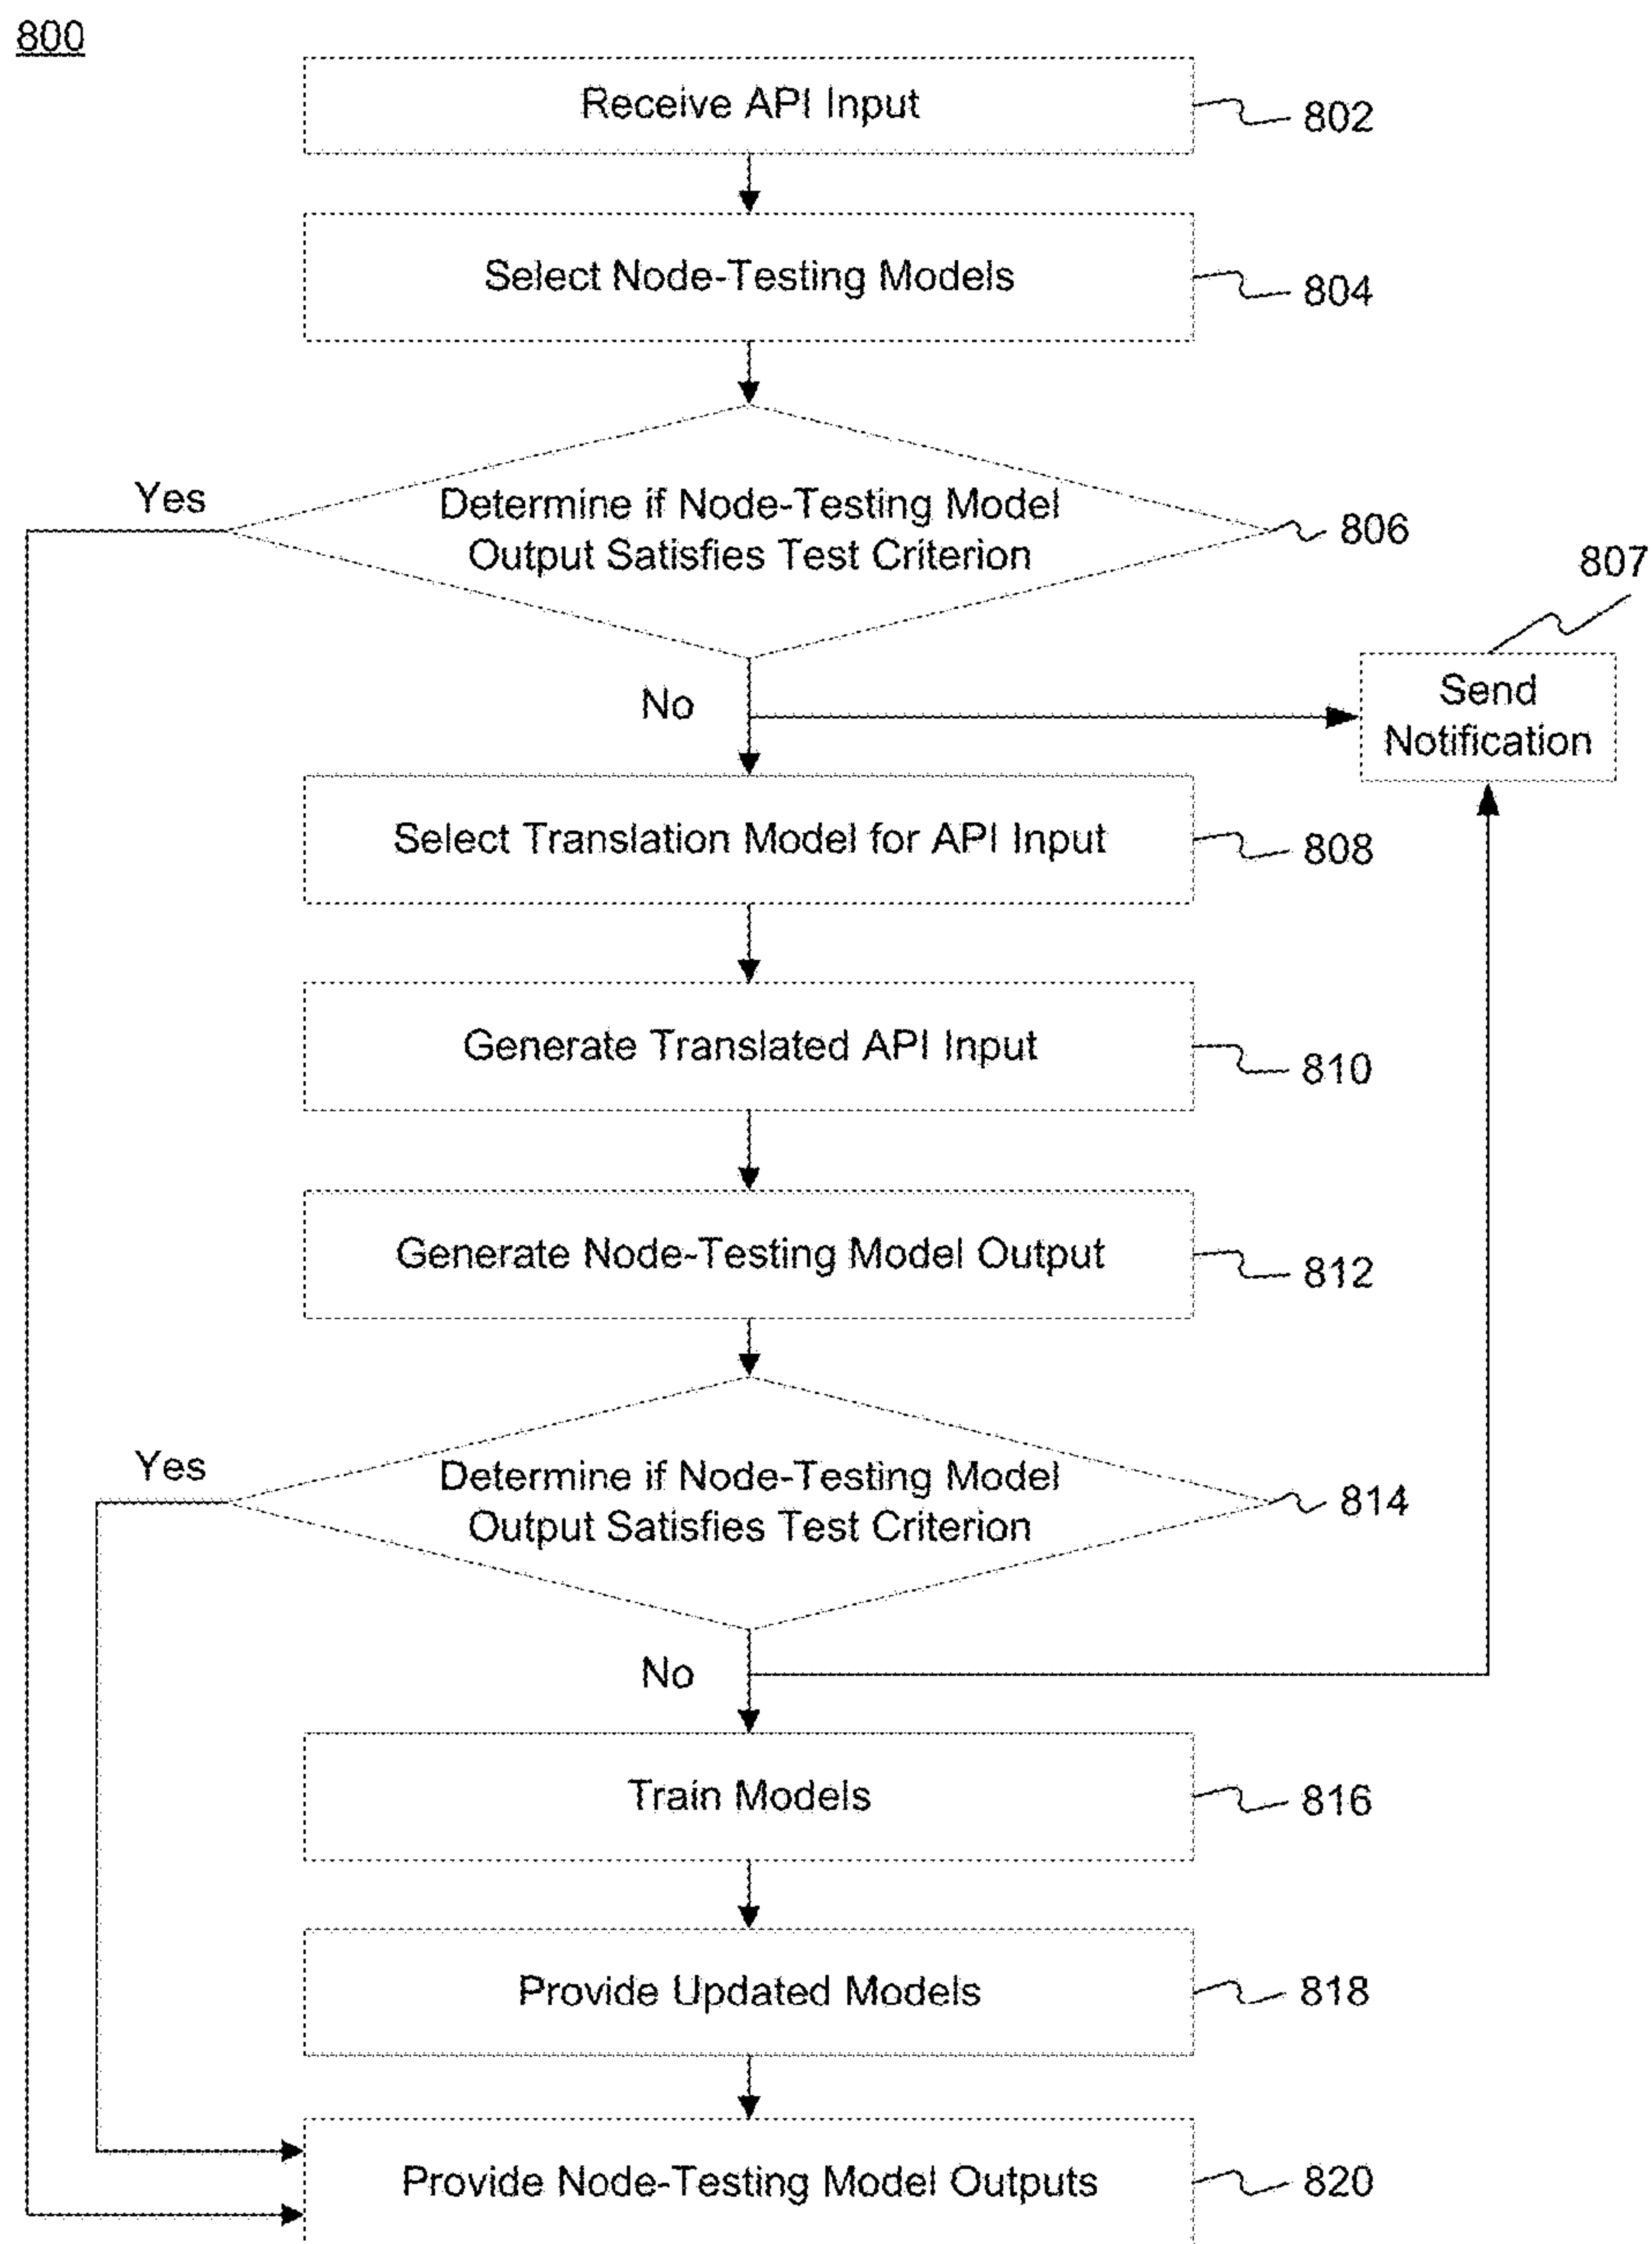 800
Receive API Input
802
Select Node-Testing Models
804
Yes
Determine if Node-Testing Model
Output Satisfies Test Criterion
806
807
Send
Notification
No
Select Translation Model for API Input
808
Generate Translated API Input
810
Generate Node-Testing Model Output
812
Yes
Determine if Node-Testing Model
Output Satisfies Test Criterion
814
No
Train Models
816
Provide Updated Models
818
Provide Node-Testing Model Outputs
820